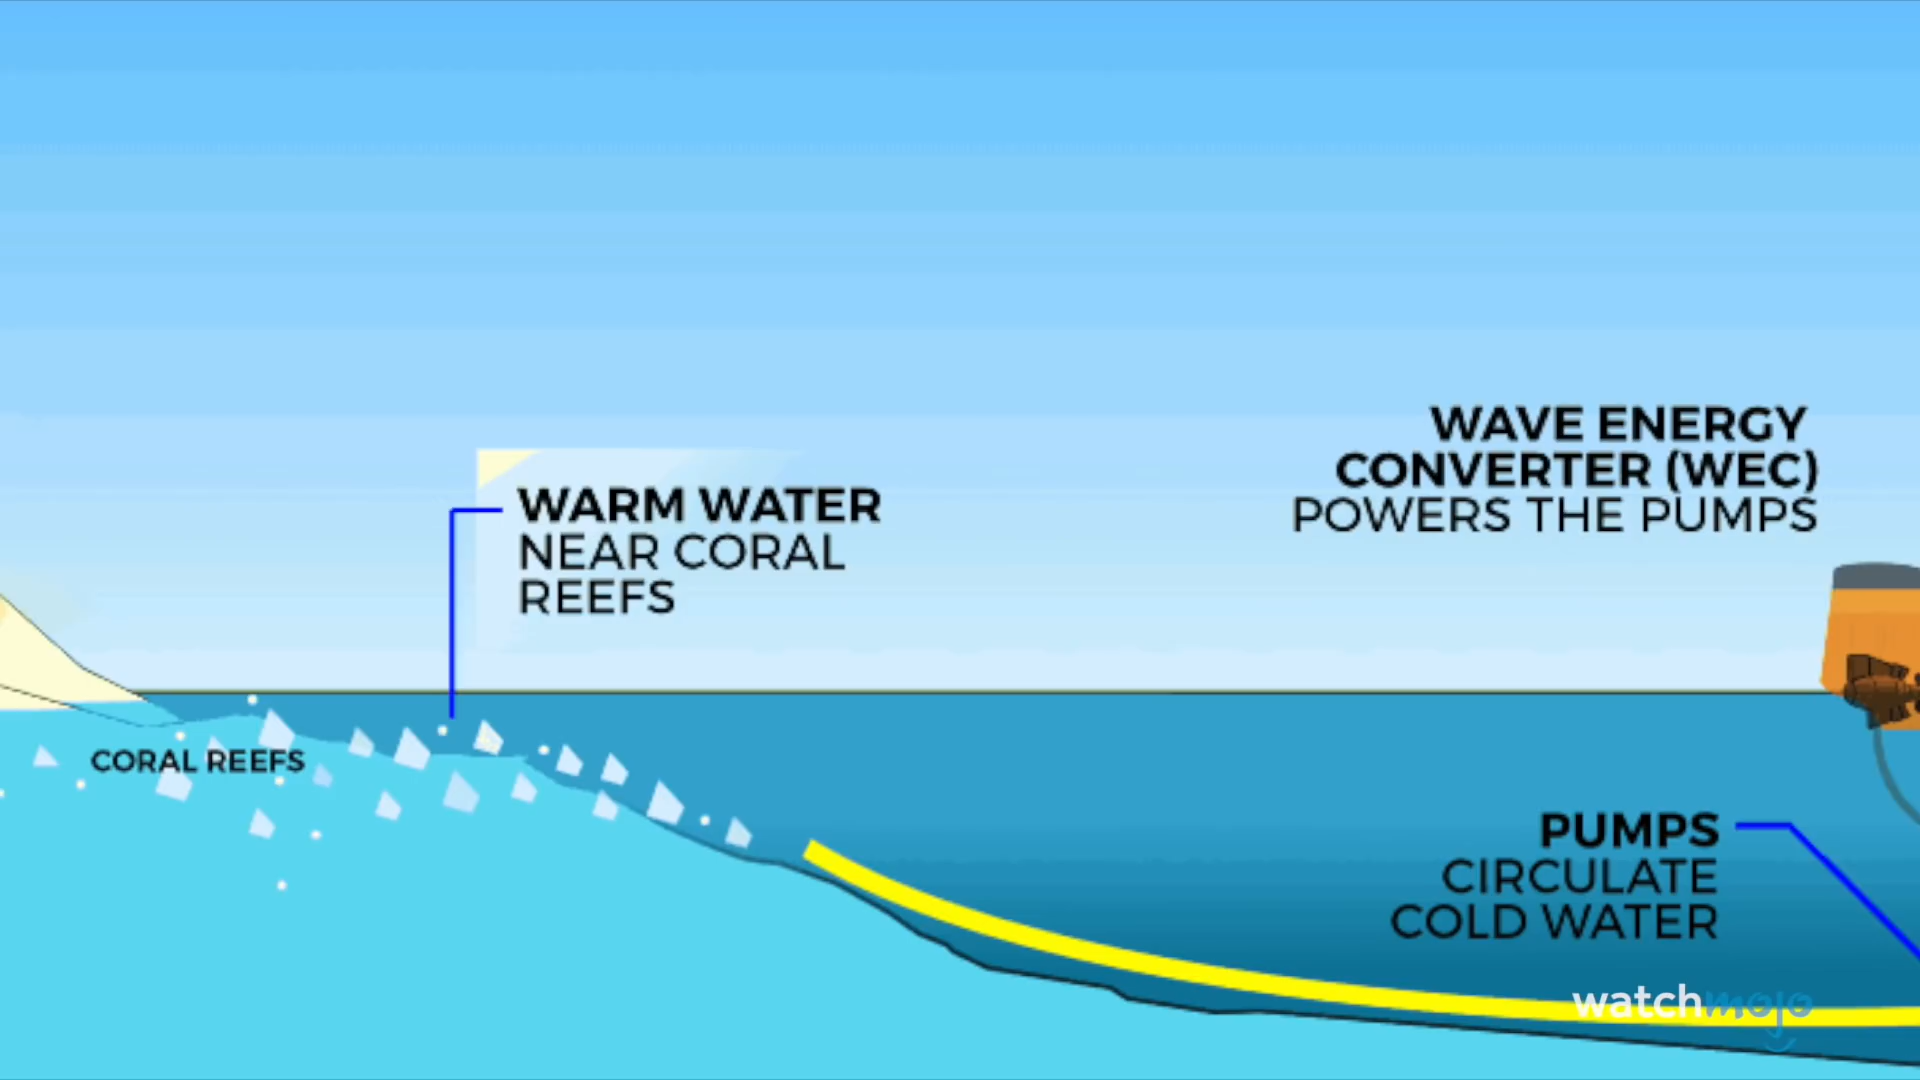 WAVE ENERGY
CONVERTER (WEC)
POWERS THE PUMPS
WARM WATER
NEAR CORAL
REEFS
CORAL REEFS
PUMPS
CIRCULATE
COLD WATER
watchmojo